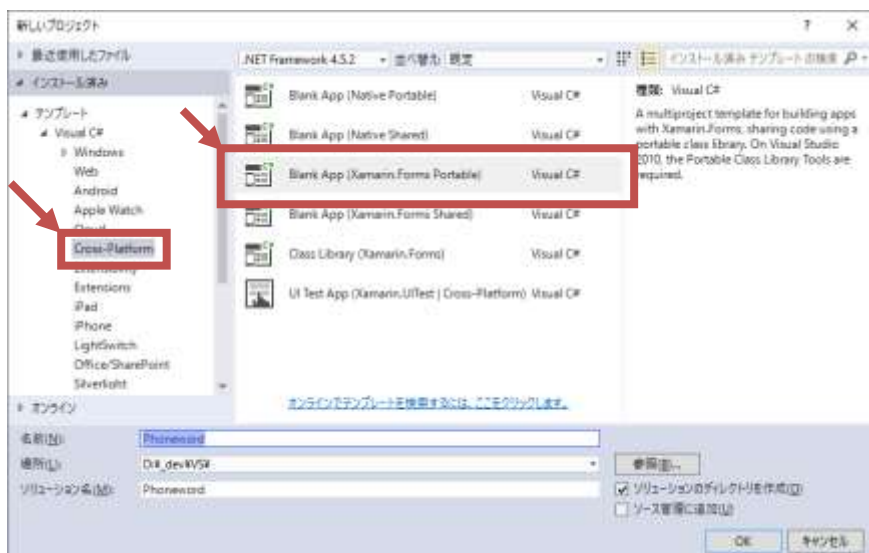 新しいプロジェクト
最近使用したファイル
.NET Framework 4.5.2 並べ替え: 既定
インストール済み テンプレート の検索
インストール済み
テンプレート
Visual C#
Windows
Web
Android
Apple Watch
Cloud
Cross-Platform
Extensibility
Extensions
iPad
iPhone
LightSwitch
Office/SharePoint
Silverlight
オンライン
Blank App (Native Portable) Visual C#
Blank App (Native Shared) Visual C#
Blank App (Xamarin.Forms Portable) Visual C#
Blank App (Xamarin.Forms Shared) Visual C#
Class Library (Xamarin.Forms) Visual C#
UI Test App (Xamarin.UITest | Cross-Platform) Visual C#
オンラインでテンプレートを検索するには、ここをクリックします。
種類: Visual C#
A multiproject template for building apps
with Xamarin.Forms, sharing code using a
portable class library. On Visual Studio
2010, the Portable Class Library Tools are
required.
名前(N): Phoneword
場所(L): D:¥_dev¥VS¥
参照(B)...
ソリューション名(M): Phoneword
ソリューションのディレクトリを作成(D)
ソース管理に追加(U)
OK キャンセル